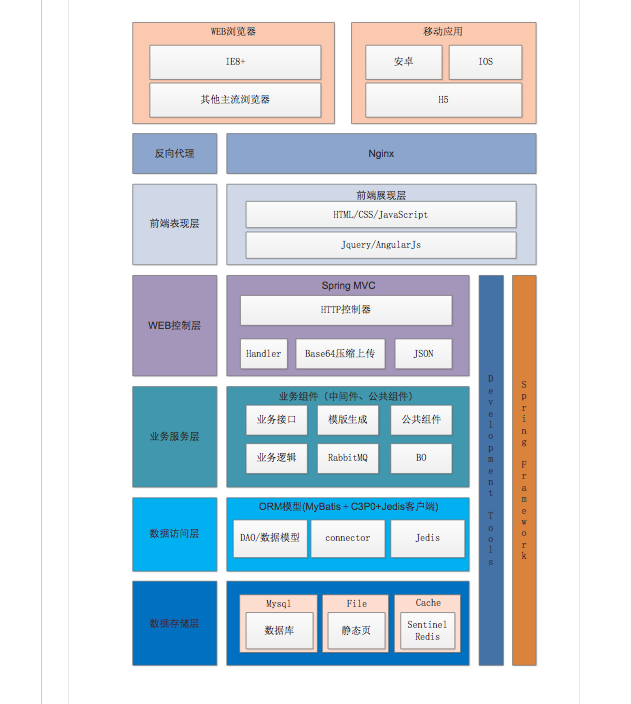 WEB浏览器
IE8+
其他主流浏览器
移动应用
安卓
IOS
H5
反向代理
Nginx
前端表现层
前端展现层
HTML/CSS/JavaScript
Jquery/AngularJs
WEB控制层
Spring MVC
HTTP控制器
Handler
Base64压缩上传
JSON
业务服务层
业务组件（中间件、公共组件）
业务接口
模版生成
公共组件
业务逻辑
RabbitMQ
BO
数据访问层
ORM模型(MyBatis＋C3P0+Jedis客户端)
DAO/数据模型
connector
Jedis
数据存储层
Mysql
数据库
File
静态页
Cache
Sentinel
Redis
Development Tools
Spring Framework